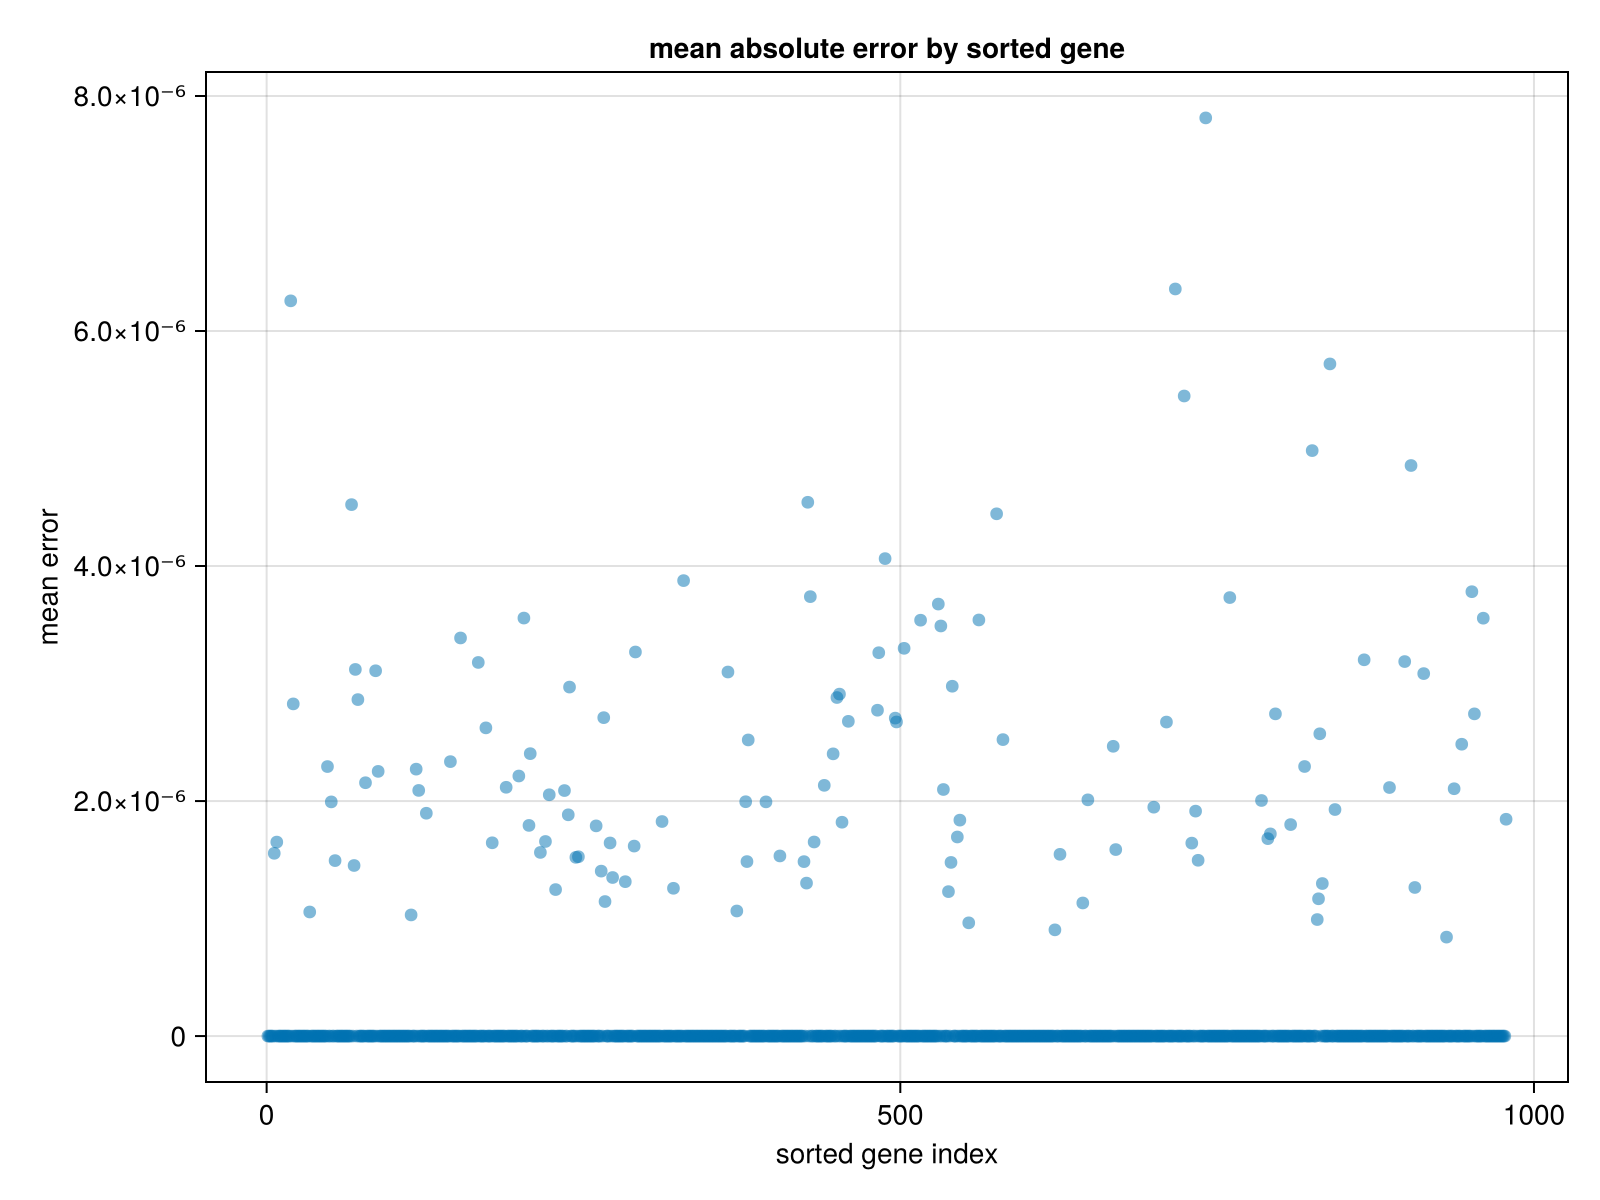 mean absolute error by sorted gene
8.0×10⁻⁶
6.0×10⁻⁶
4.0×10⁻⁶
2.0×10⁻⁶
0
mean error
0 500 1000
sorted gene index